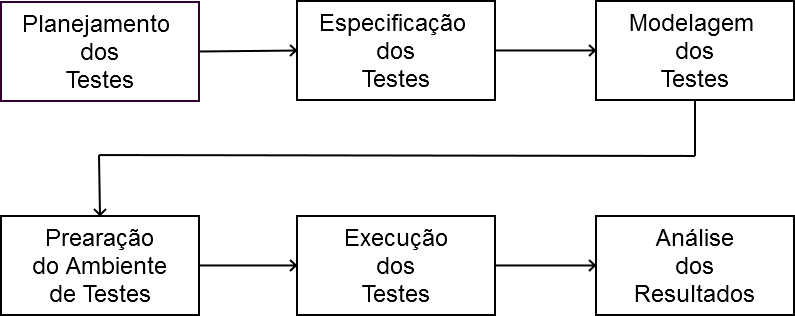 Planejamento
dos
Testes
Especificação
dos
Testes
Modelagem
dos
Testes
Prearação
do Ambiente
de Testes
Execução
dos
Testes
Análise
dos
Resultados